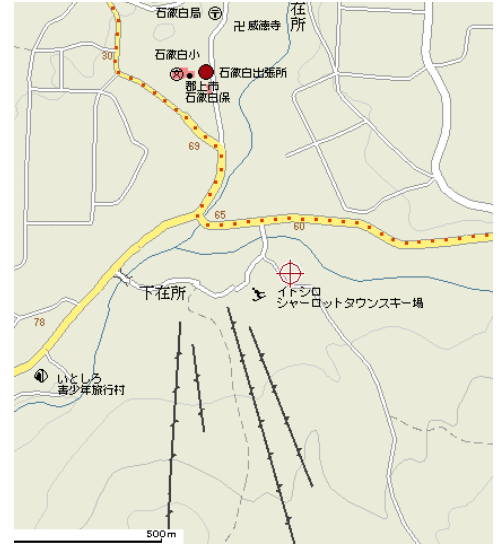 石徹白局
卍威徳寺
在所
石徹白小
石徹白出張所
郡上市
石徹白保
30
69
65
60
下在所
イトシロ
シャーロットタウンスキー場
78
いとしろ
青少年旅行村
500m